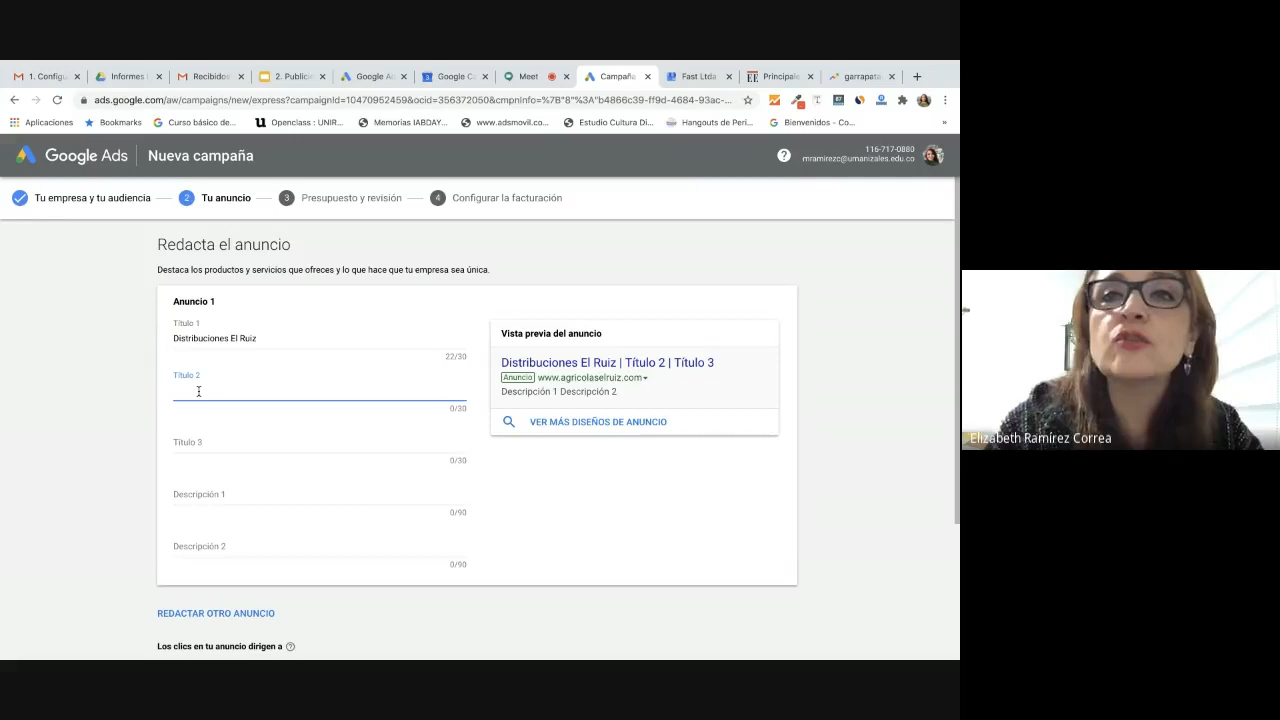 1. Configu
Informes
Recibidos
2. Publici
Google Ad
Google C
Meet
Campaña
Fast Ltda
Principale
garrapata
ads.google.com/aw/campaigns/new/express?campaignId=10470952459&ocid=356372050&cmpnInfo=%7B"8"%3A"b4866c39-ff9d-4684-93ac-...
Aplicaciones
Bookmarks
Curso básico de...
Openclass : UNIR...
Memorias IABDAY...
www.adsmovil.co...
Estudio Cultura Di...
Hangouts de Peri...
Bienvenidos - Co...
»
Google Ads
Nueva campaña
116-717-0880
mramirezc@umanizales.edu.co
Tu empresa y tu audiencia
2 Tu anuncio
3 Presupuesto y revisión
4 Configurar la facturación
Redacta el anuncio
Destaca los productos y servicios que ofreces y lo que hace que tu empresa sea única.
Anuncio 1
Título 1
Distribuciones El Ruiz
22/30
Título 2
0/30
Título 3
0/30
Descripción 1
0/90
Descripción 2
0/90
Vista previa del anuncio
Distribuciones El Ruiz | Título 2 | Título 3
Anuncio www.agricolaselruiz.com
Descripción 1 Descripción 2
VER MÁS DISEÑOS DE ANUNCIO
REDACTAR OTRO ANUNCIO
Los clics en tu anuncio dirigen a
Elizabeth Ramírez Correa